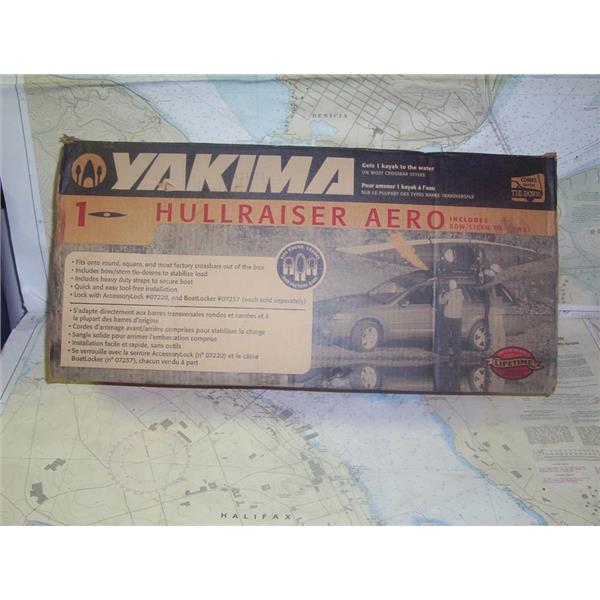 BENICIA
YAKIMA
Gets 1 kayak to the water
ON MOST CROSSBAR STYLES
Pour amener 1 kayak à l'eau
SUR LE PLUPART DES TYPES BARRE TRANSVERSALE
COMES
TIE-DOWN
1 HULLRAISER AERO INCLUDES
BOW/STERN TIE-DOWNS
• Fits onto round, square, and most factory crossbars out of the box
• Includes bow/stern tie-downs to stabilize load
• Includes heavy duty straps to secure boat
• Quick and easy tool-free installation
• Lock with AccessoryLock #07220, and BoatLocker #07257 (each sold separately)
• S'adapte directement aux barres transversales rondes et carrées et à
la plupart des barres d'origine
• Cordes d'arrimage avant/arrière comprises pour stabiliser la charge
• Sangle solide pour arrimer l'embarcation comprise
• Installation facile et rapide, sans outils
• Se verrouille avec la serrure AccessoryLock (n° 07220) et le câble
BoatLocker (n° 07257), chacun vendu à part
LIFETIME
HALIFAX